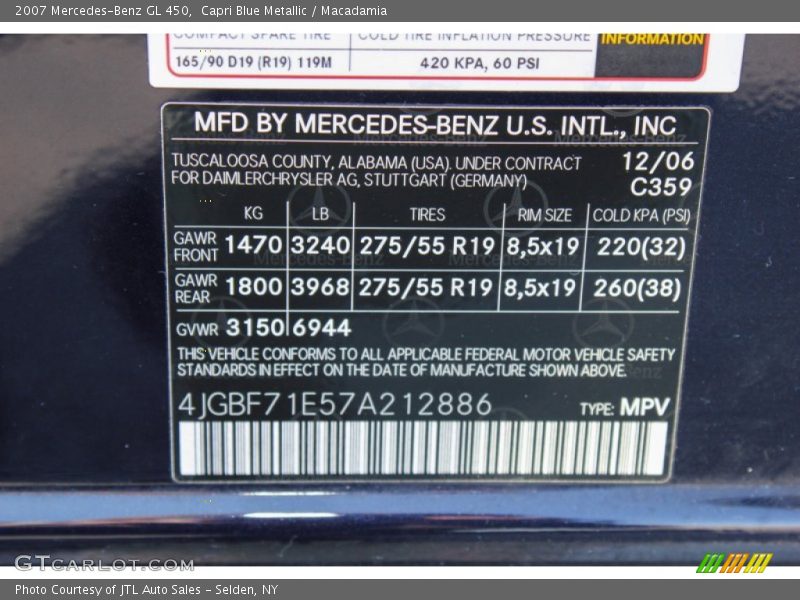 2007 Mercedes-Benz GL 450, Capri Blue Metallic / Macadamia
COMPACT SPARE TIRE COLD TIRE INFLATION PRESSURE INFORMATION
165/90 D19 (R19) 119M 420 KPA, 60 PSI
MFD BY MERCEDES-BENZ U.S. INTL., INC
TUSCALOOSA COUNTY, ALABAMA (USA). UNDER CONTRACT 12/06
FOR DAIMLERCHRYSLER AG, STUTTGART (GERMANY) C359
KG LB TIRES RIM SIZE COLD KPA (PSI)
GAWR FRONT 1470 3240 275/55 R19 8,5x19 220(32)
GAWR REAR 1800 3968 275/55 R19 8,5x19 260(38)
GVWR 3150 6944
THIS VEHICLE CONFORMS TO ALL APPLICABLE FEDERAL MOTOR VEHICLE SAFETY
STANDARDS IN EFFECT ON THE DATE OF MANUFACTURE SHOWN ABOVE.
4JGBF71E57A212886 TYPE: MPV
GTCARLOT.COM
Photo Courtesy of JTL Auto Sales - Selden, NY